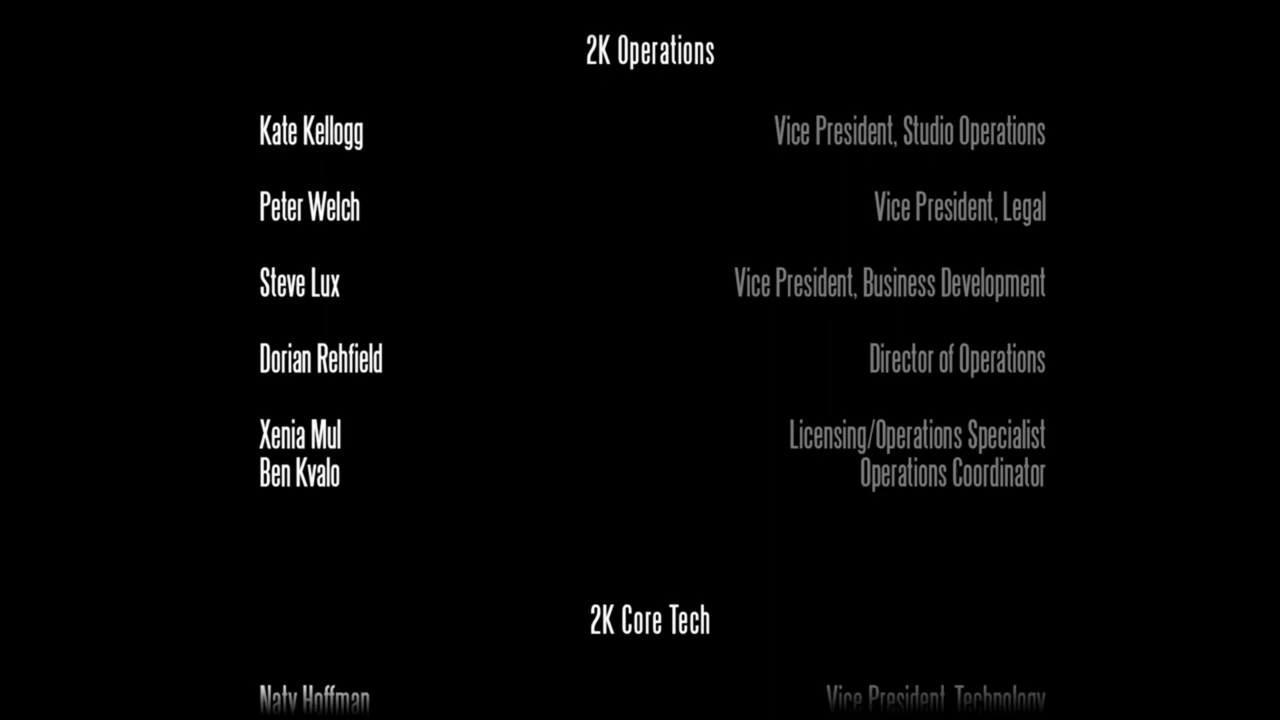 2K Operations
Kate Kellogg Vice President, Studio Operations
Peter Welch Vice President, Legal
Steve Lux Vice President, Business Development
Dorian Rehfield Director of Operations
Xenia Mul Licensing/Operations Specialist
Ben Kvalo Operations Coordinator
2K Core Tech
Naty Hoffman Vice President, Technology